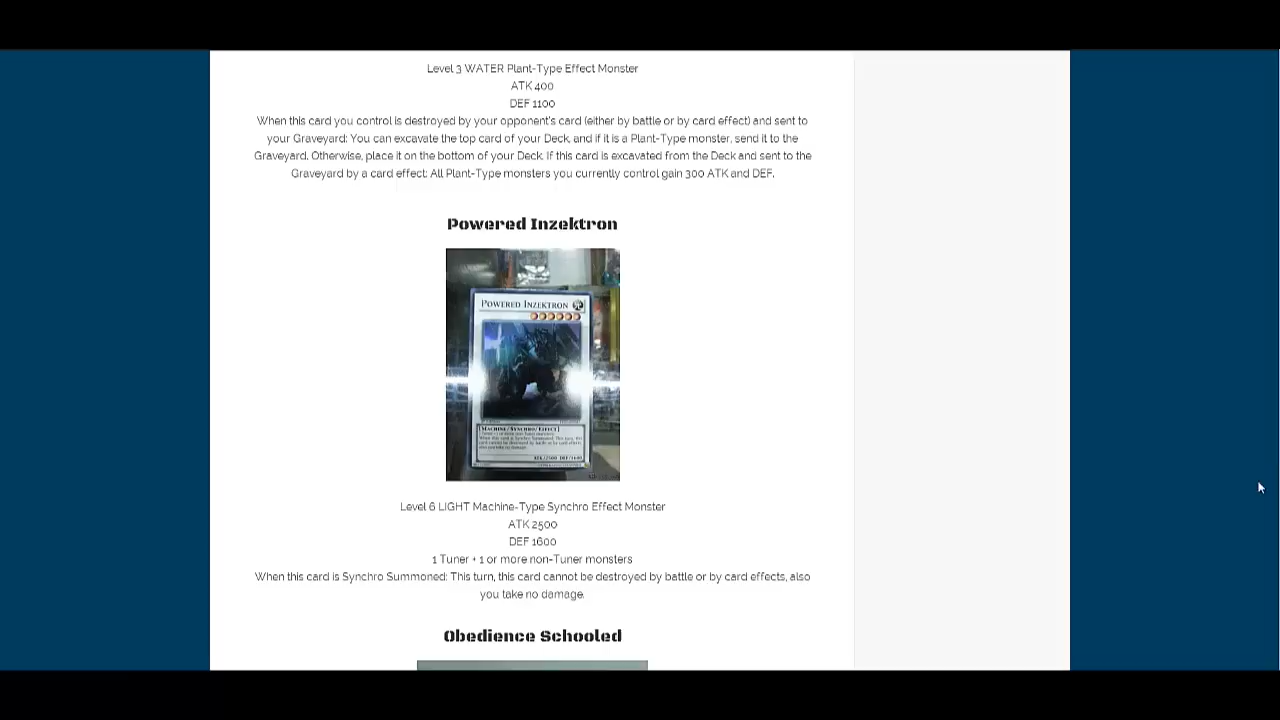 Level 3 WATER Plant-Type Effect Monster
ATK 400
DEF 1100
When this card you control is destroyed by your opponent's card (either by battle or by card effect) and sent to
your Graveyard: You can excavate the top card of your Deck, and if it is a Plant-Type monster, send it to the
Graveyard. Otherwise, place it on the bottom of your Deck. If this card is excavated from the Deck and sent to the
Graveyard by a card effect: All Plant-Type monsters you currently control gain 300 ATK and DEF.
Powered Inzektron
POWERED INZEKTRON
[MACHINE/SYNCHRO/EFFECT]
ATK/2500 DEF/1600
Level 6 LIGHT Machine-Type Synchro Effect Monster
ATK 2500
DEF 1600
1 Tuner + 1 or more non-Tuner monsters
When this card is Synchro Summoned: This turn, this card cannot be destroyed by battle or by card effects, also
you take no damage.
Obedience Schooled